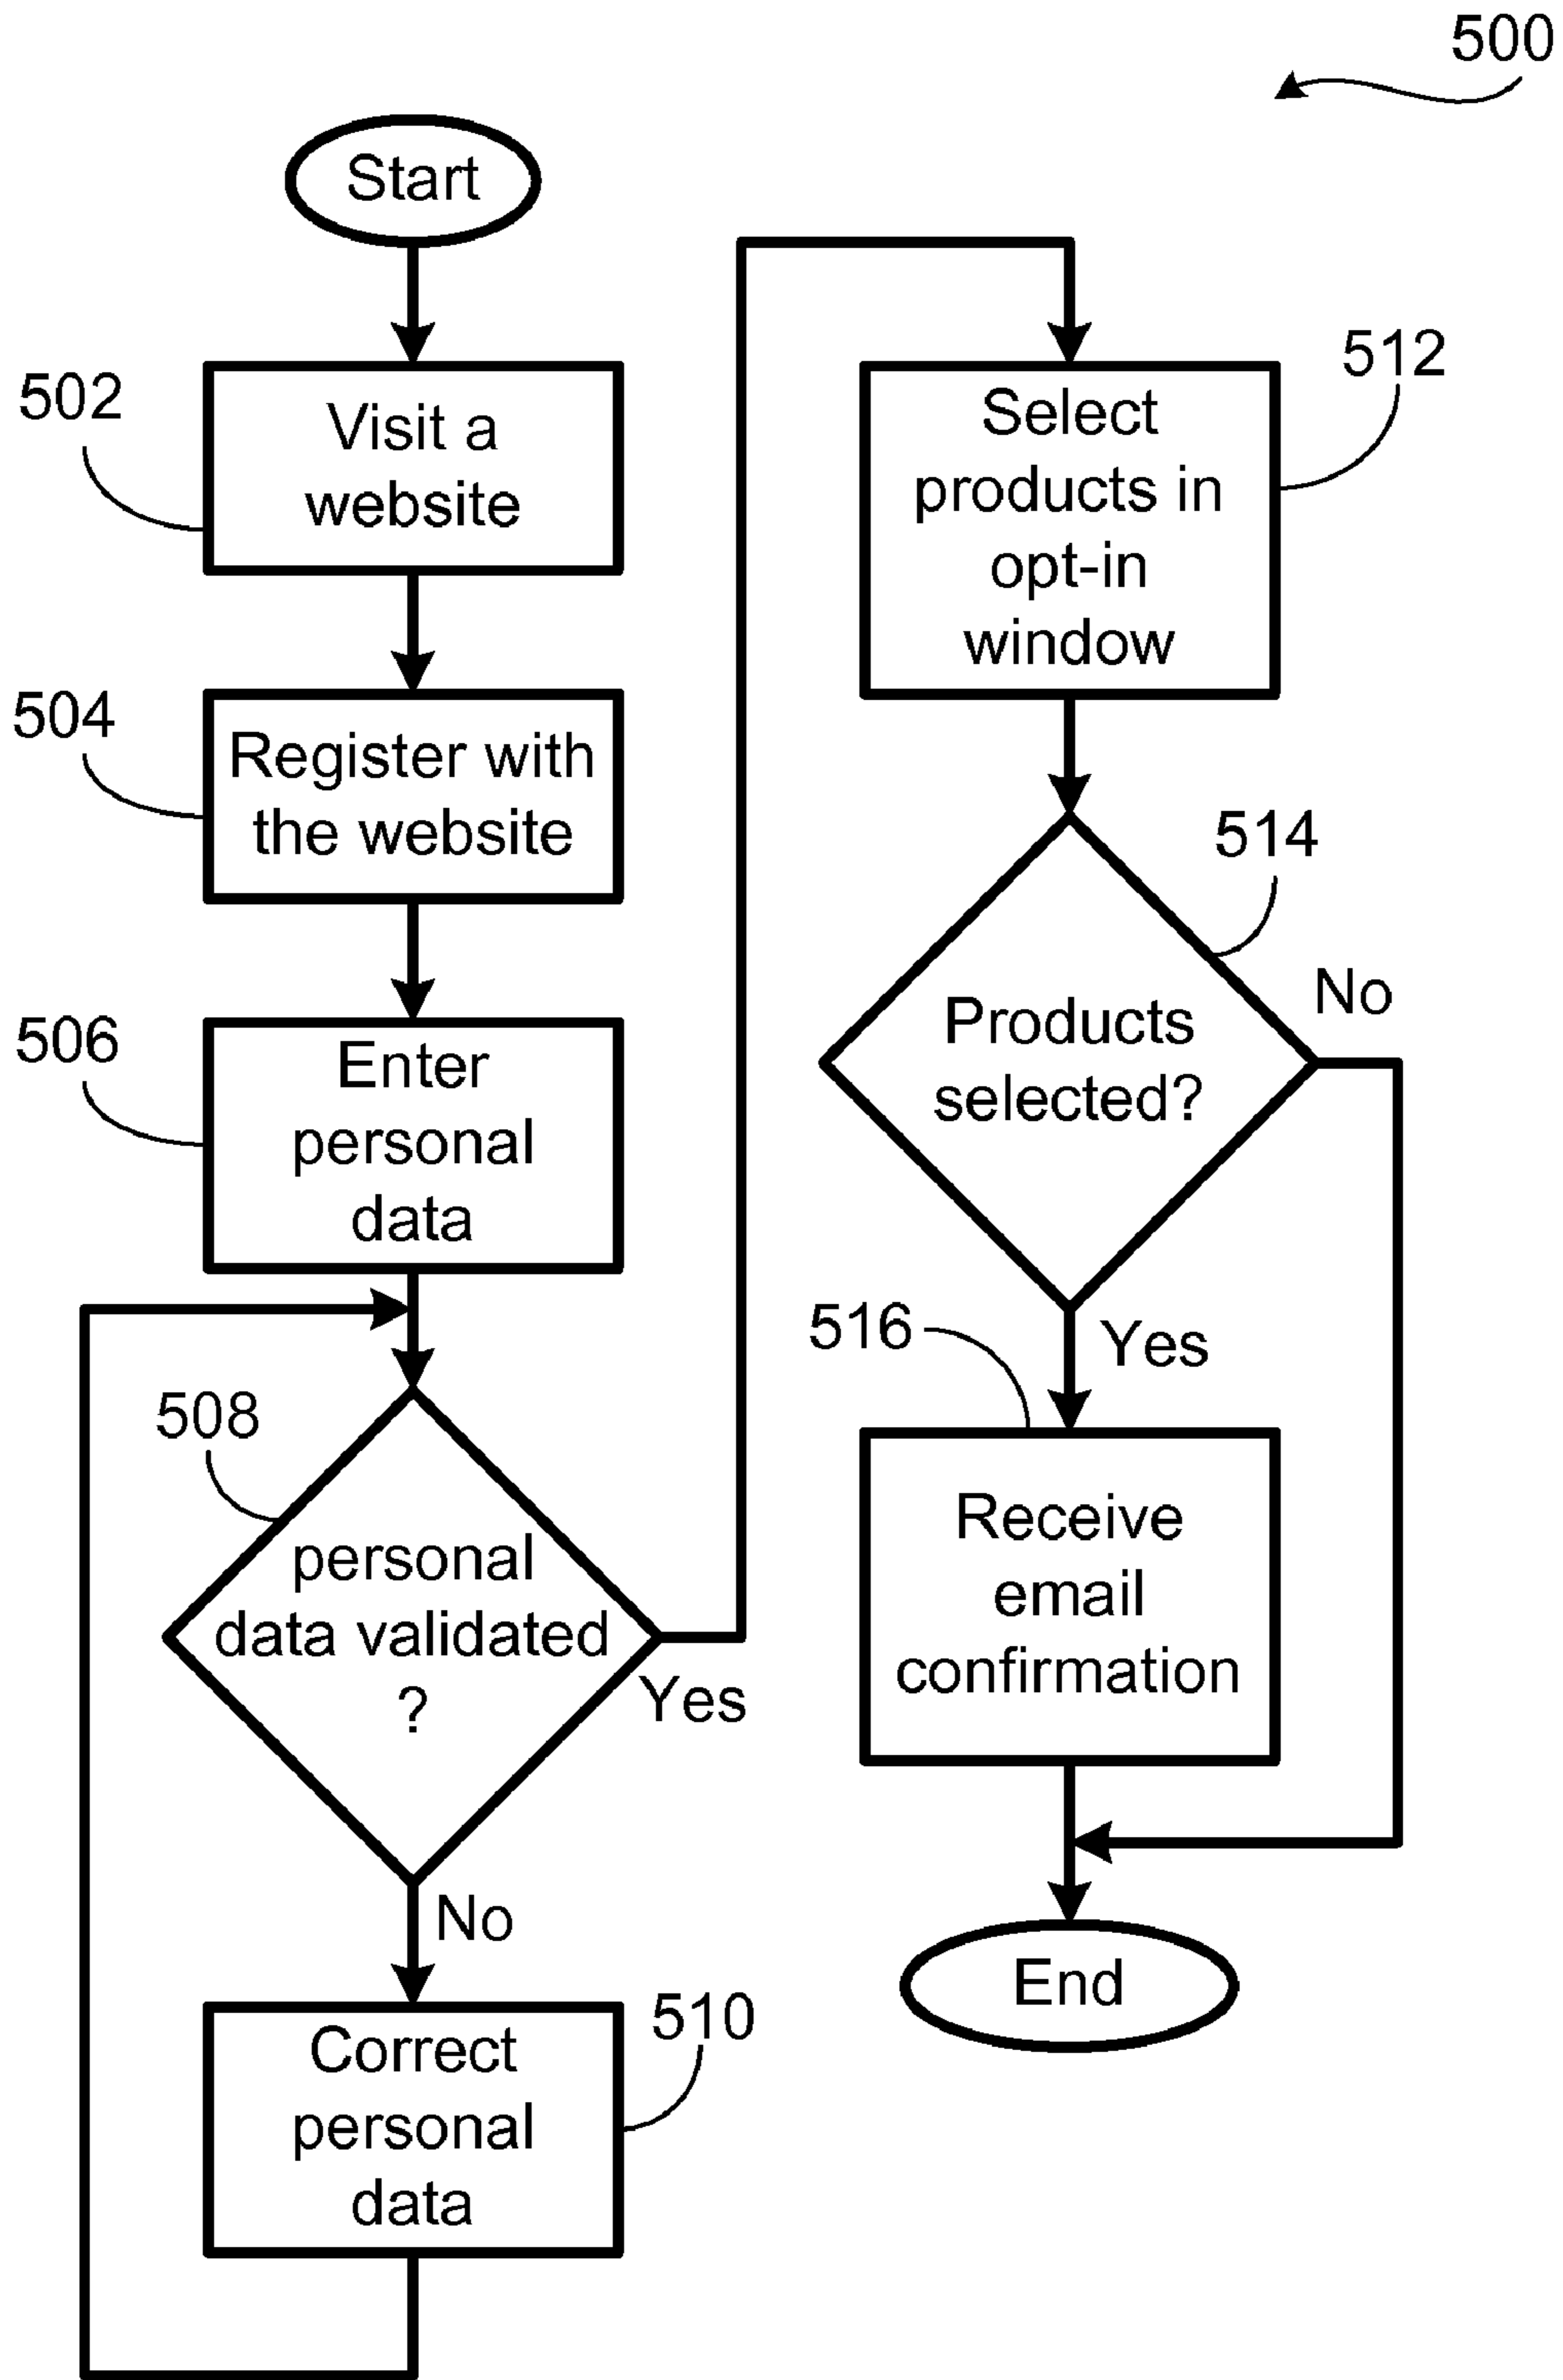 500
Start
502
Visit a
website
504
Register with
the website
506
Enter
personal
data
508
personal
data validated
?
Yes
No
510
Correct
personal
data
512
Select
products in
opt-in
window
514
Products
selected?
No
Yes
516
Receive
email
confirmation
End